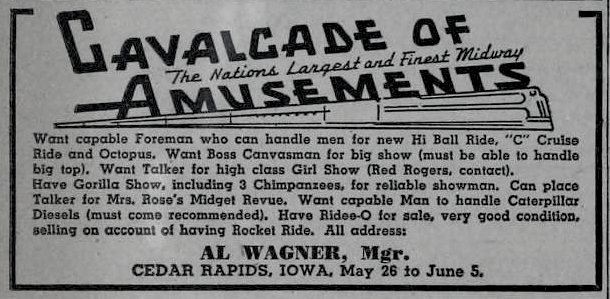 CAVALCADE OF
The Nations Largest and Finest Midway
AMUSEMENTS
Want capable Foreman who can handle men for new Hi Ball Ride, "C" Cruise
Ride and Octopus. Want Boss Canvasman for big show (must be able to handle
big top). Want Talker for high class Girl Show (Red Rogers, contact).
Have Gorilla Show, including 3 Chimpanzees, for reliable showman. Can place
Talker for Mrs. Rose's Midget Revue. Want capable Man to handle Caterpillar
Diesels (must come recommended). Have Ridee-O for sale, very good condition,
selling on account of having Rocket Ride. All address:
AL WAGNER, Mgr.
CEDAR RAPIDS, IOWA, May 26 to June 5.